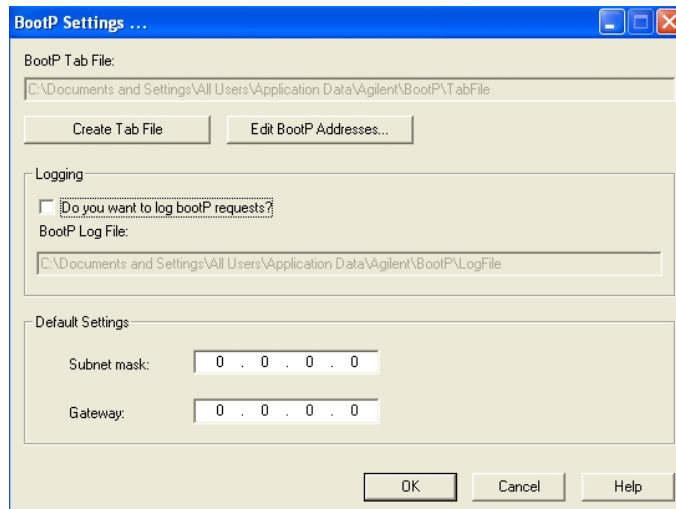 BootP Settings ...
BootP Tab File:
C:\Documents and Settings\All Users\Application Data\Agilent\BootP\TabFile
Create Tab File
Edit BootP Addresses...
Logging
Do you want to log bootP requests?
BootP Log File:
C:\Documents and Settings\All Users\Application Data\Agilent\BootP\LogFile
Default Settings
Subnet mask: 0 . 0 . 0 . 0
Gateway: 0 . 0 . 0 . 0
OK
Cancel
Help